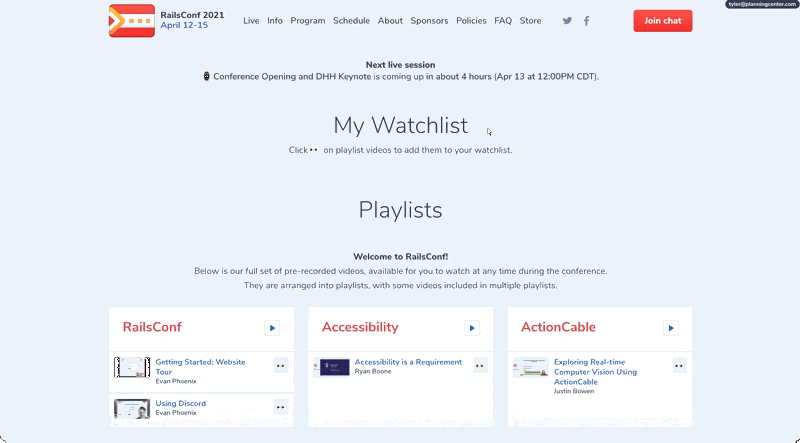 tyler@planningcenter.com
RailsConf 2021
April 12-15
Live Info Program Schedule About Sponsors Policies FAQ Store
Join chat
Next live session
Conference Opening and DHH Keynote is coming up in about 4 hours (Apr 13 at 12:00PM CDT).
My Watchlist
Click 👀 on playlist videos to add them to your watchlist.
Playlists
Welcome to RailsConf!
Below is our full set of pre-recorded videos, available for you to watch at any time during the conference.
They are arranged into playlists, with some videos included in multiple playlists.
RailsConf
Getting Started: Website
Tour
Evan Phoenix
Using Discord
Evan Phoenix
Accessibility
Accessibility is a Requirement
Ryan Boone
ActionCable
Exploring Real-time
Computer Vision Using
ActionCable
Justin Bowen